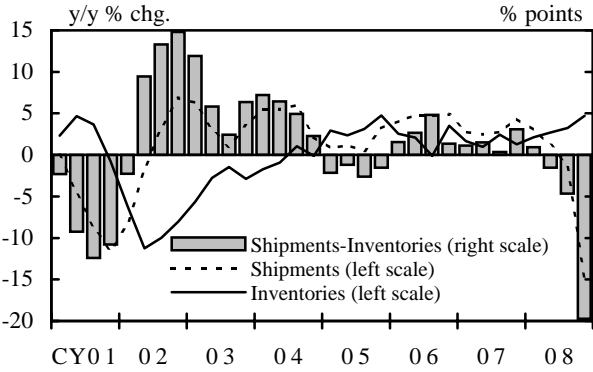 y/y % chg. % points
15
10
5
0
-5
-10
-15
-20
Shipments-Inventories (right scale)
Shipments (left scale)
Inventories (left scale)
CY01 02 03 04 05 06 07 08